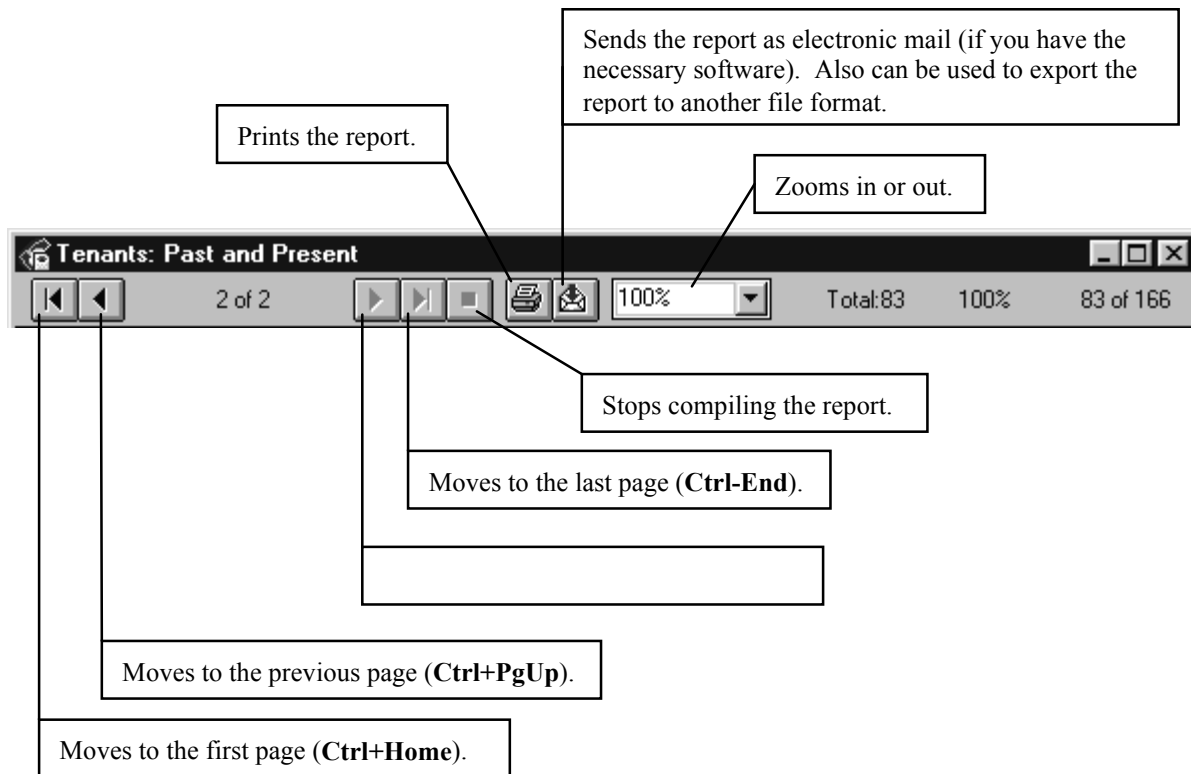 Sends the report as electronic mail (if you have the
necessary software).  Also can be used to export the
report to another file format.
Prints the report.
Zooms in or out.
Tenants: Past and Present
2 of 2
100%
Total:83
100%
83 of 166
Stops compiling the report.
Moves to the last page (Ctrl-End).
Moves to the previous page (Ctrl+PgUp).
Moves to the first page (Ctrl+Home).